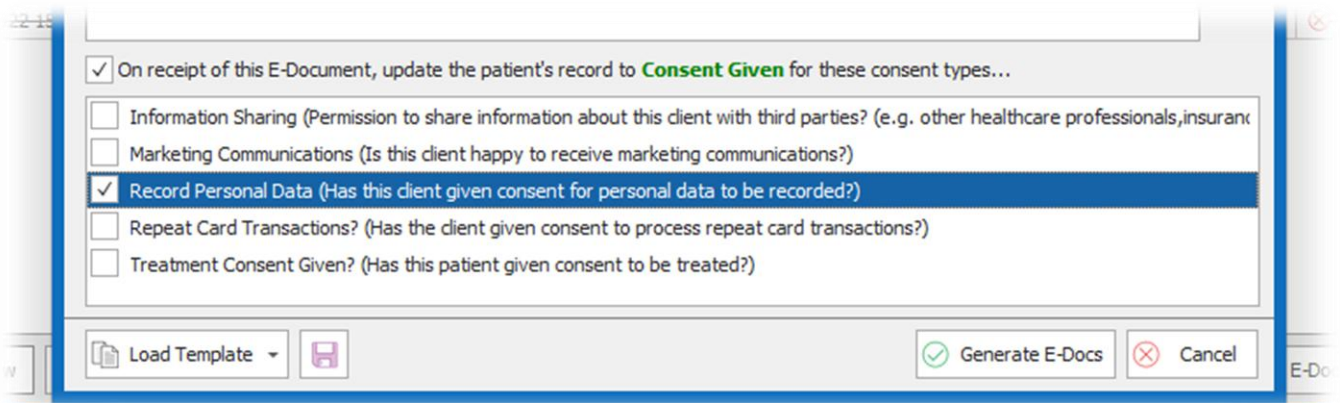 On receipt of this E-Document, update the patient's record to Consent Given for these consent types...
Information Sharing (Permission to share information about this client with third parties? (e.g. other healthcare professionals,insuranc
Marketing Communications (Is this client happy to receive marketing communications?)
Record Personal Data (Has this client given consent for personal data to be recorded?)
Repeat Card Transactions? (Has the client given consent to process repeat card transactions?)
Treatment Consent Given? (Has this patient given consent to be treated?)
Load Template
Generate E-Docs
Cancel
E-Do